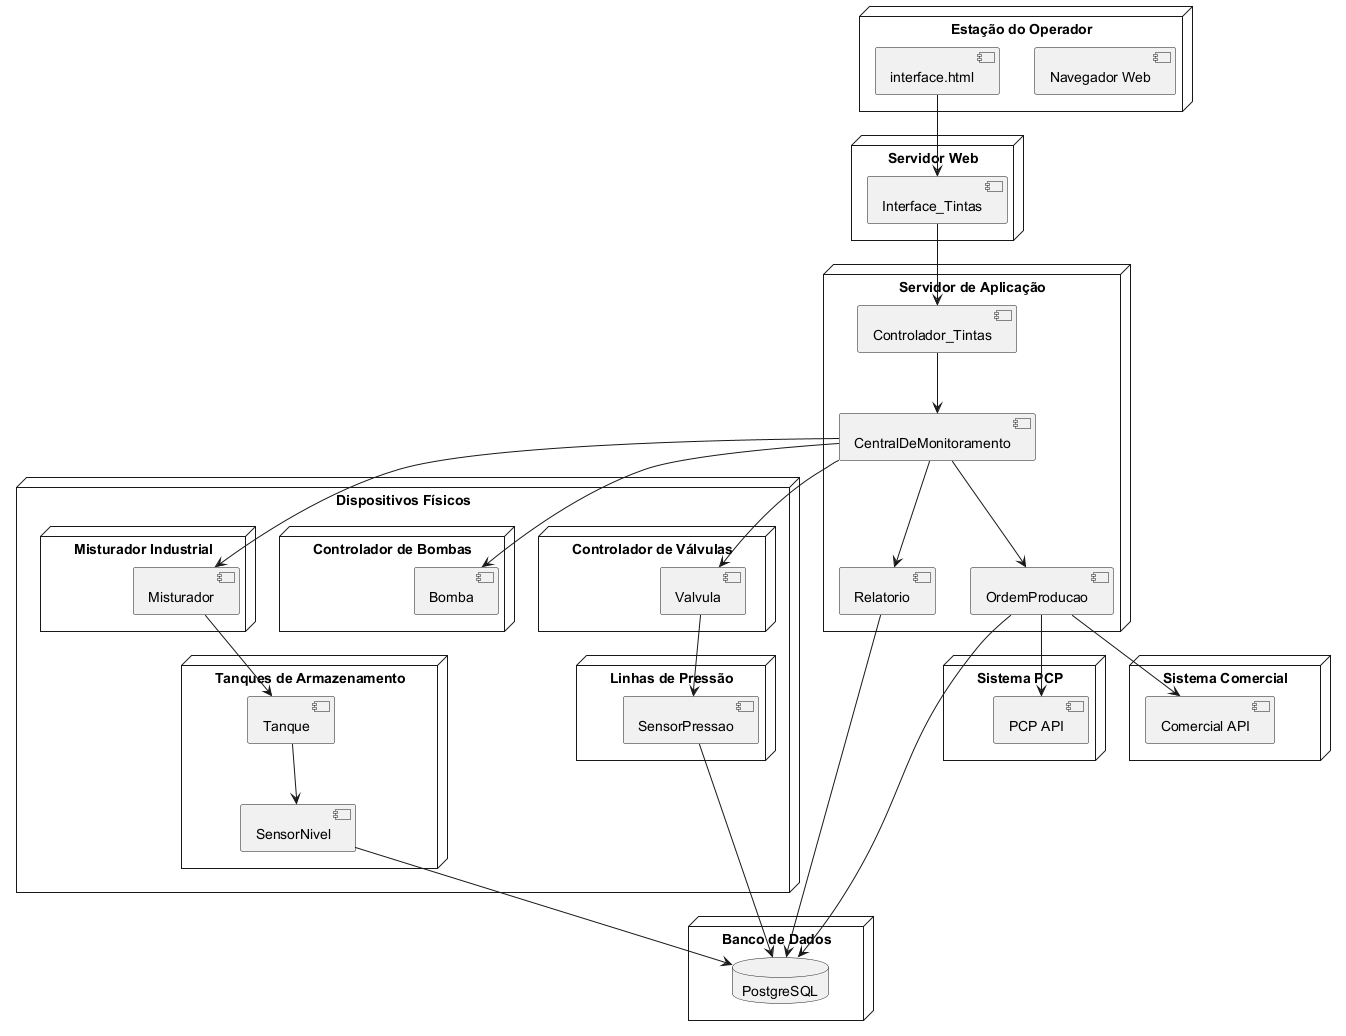 Estação do Operador
interface.html
Navegador Web
Servidor Web
Interface_Tintas
Servidor de Aplicação
Controlador_Tintas
CentralDeMonitoramento
Relatorio
OrdemProducao
Dispositivos Físicos
Misturador Industrial
Misturador
Controlador de Bombas
Bomba
Controlador de Válvulas
Valvula
Tanques de Armazenamento
Tanque
SensorNivel
Linhas de Pressão
SensorPressao
Sistema PCP
PCP API
Sistema Comercial
Comercial API
Banco de Dados
PostgreSQL